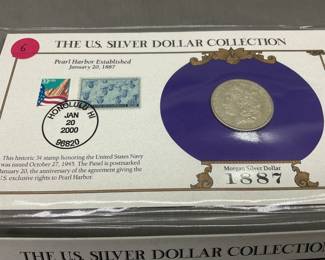 6
THE U.S. SILVER DOLLAR COLLECTION
Pearl Harbor Established
January 20, 1887
HONOLULU HI
JAN
20
2000
96820
This historic 3¢ stamp honoring the United States Navy
was issued October 27, 1945. The Panel is postmarked
January 20, the anniversary of the agreement giving the
U.S. exclusive rights to Pearl Harbor.
Morgan Silver Dollar
1887
THE U.S. SILVER DOLLAR COLLECTION